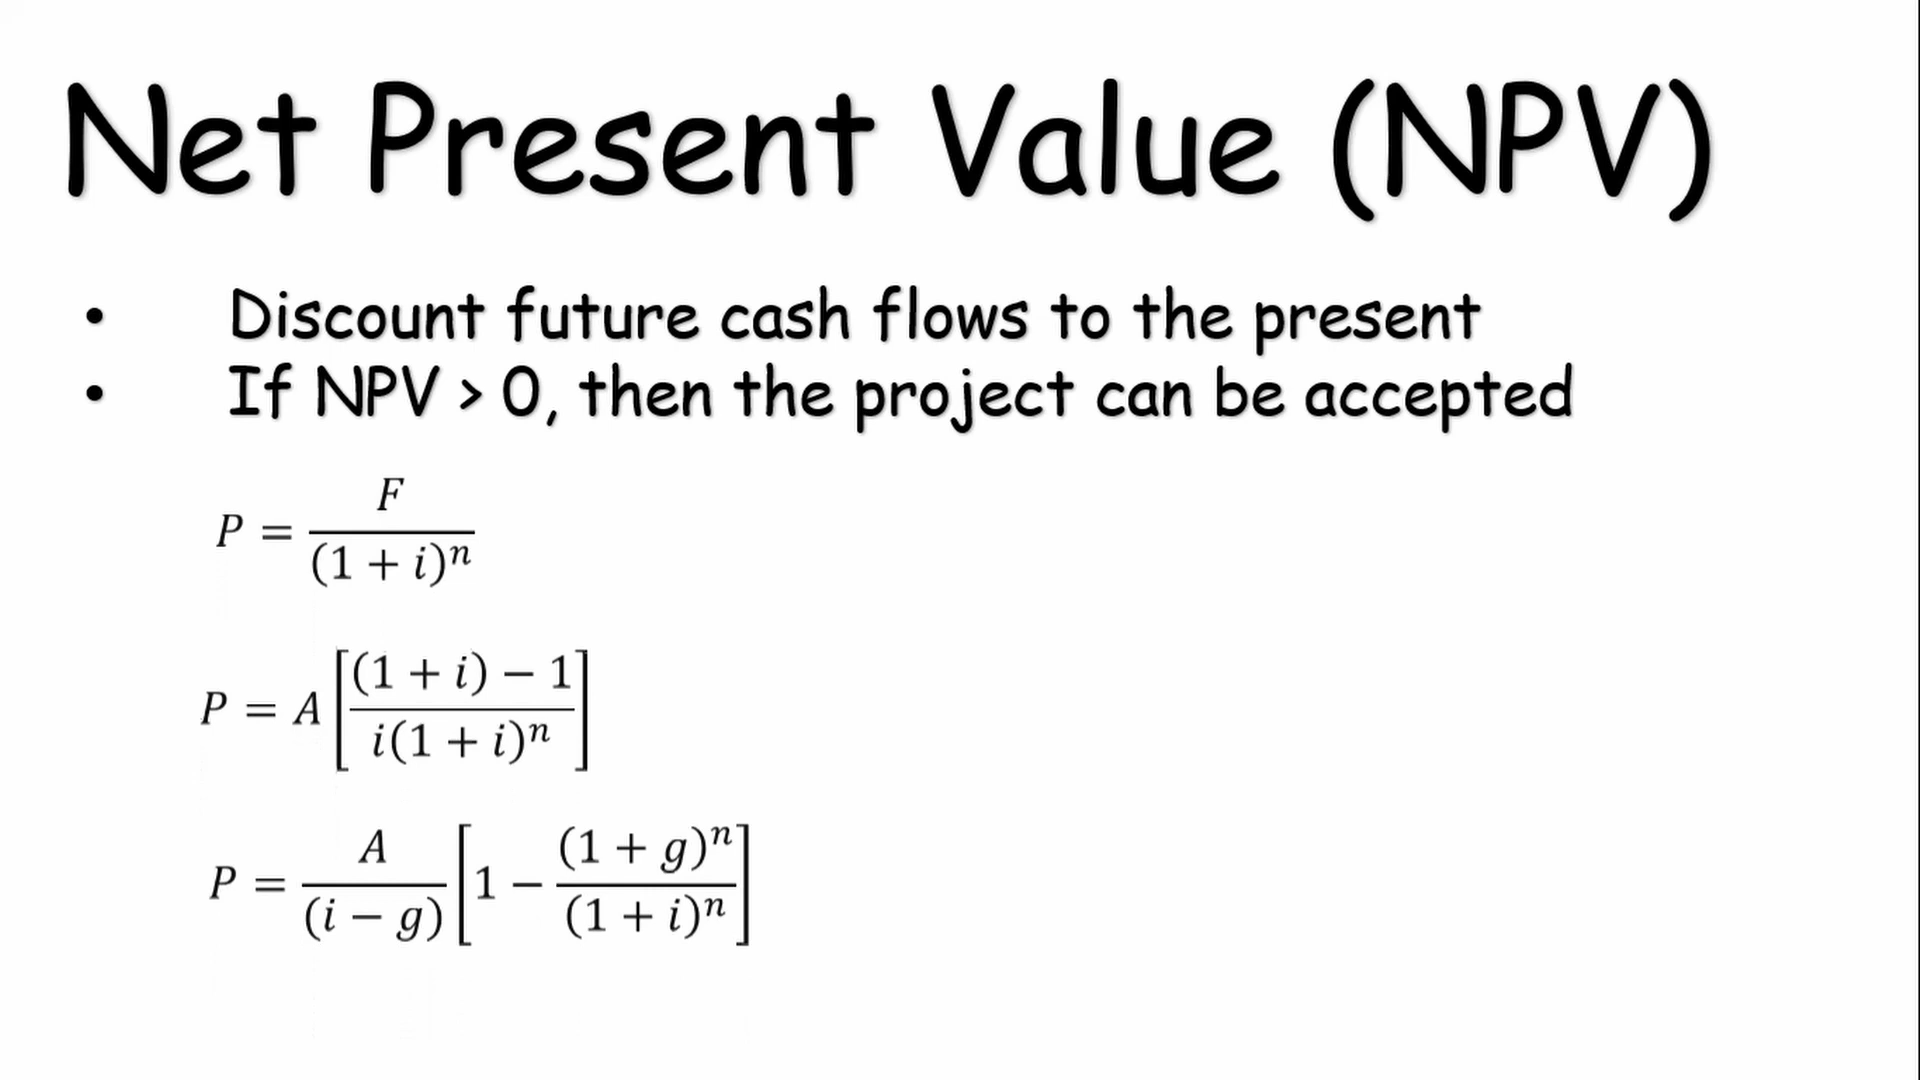 Net Present Value (NPV)
• Discount future cash flows to the present
• If NPV > 0, then the project can be accepted
P = F / (1 + i)ⁿ
P = A [ (1 + i) − 1 / i(1 + i)ⁿ ]
P = A / (i − g) [ 1 − (1 + g)ⁿ / (1 + i)ⁿ ]